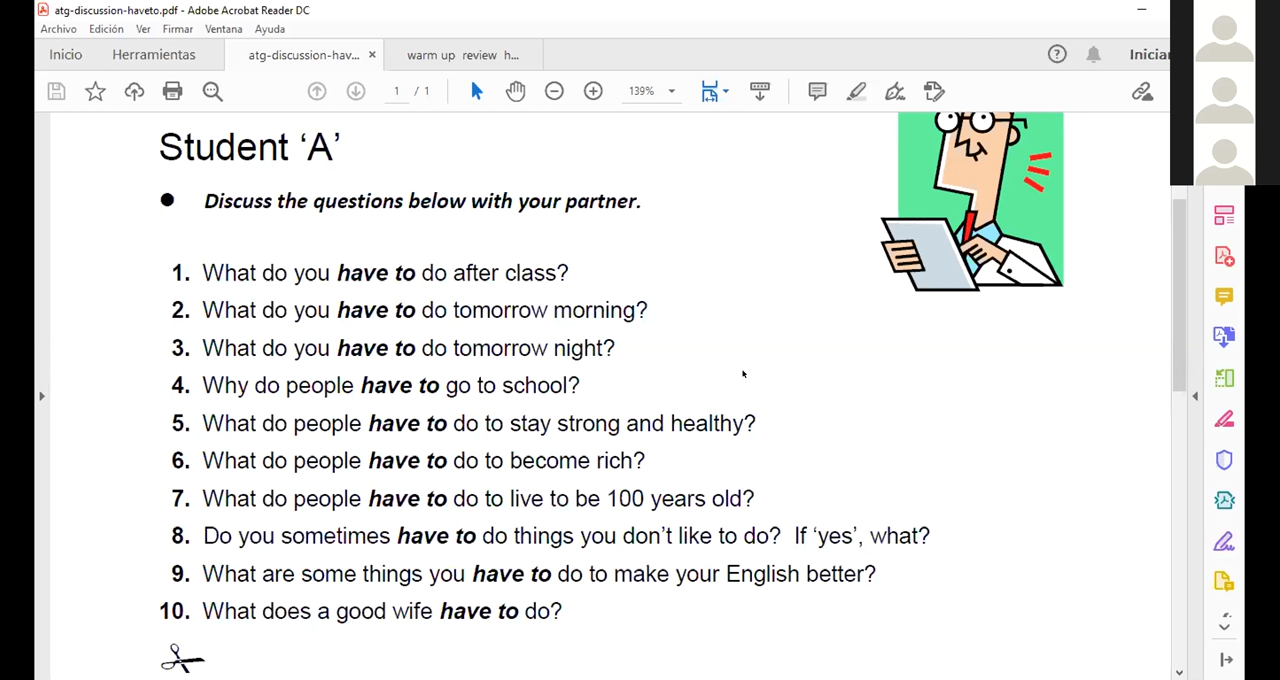 atg-discussion-haveto.pdf - Adobe Acrobat Reader DC
Archivo Edición Ver Firmar Ventana Ayuda
Inicio Herramientas atg-discussion-hav... × warm up review h... Iniciar
1 / 1 139%
Student ‘A’
● Discuss the questions below with your partner.
1. What do you have to do after class?
2. What do you have to do tomorrow morning?
3. What do you have to do tomorrow night?
4. Why do people have to go to school?
5. What do people have to do to stay strong and healthy?
6. What do people have to do to become rich?
7. What do people have to do to live to be 100 years old?
8. Do you sometimes have to do things you don’t like to do? If ‘yes’, what?
9. What are some things you have to do to make your English better?
10. What does a good wife have to do?